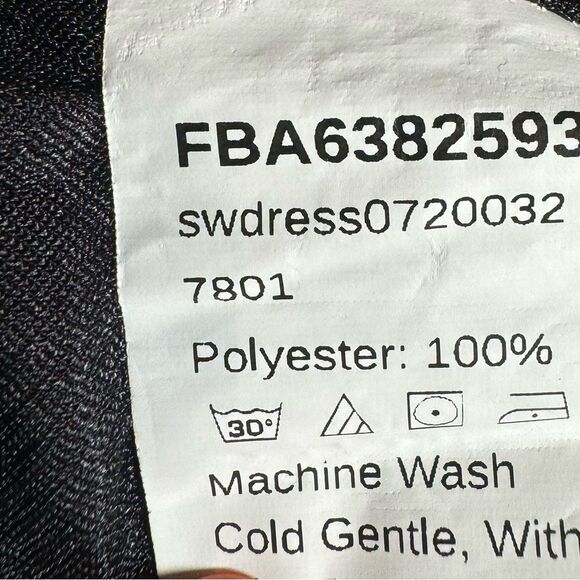 FBA6382593
swdress0720032
7801
Polyester: 100%
30°
Machine Wash
Cold Gentle, With